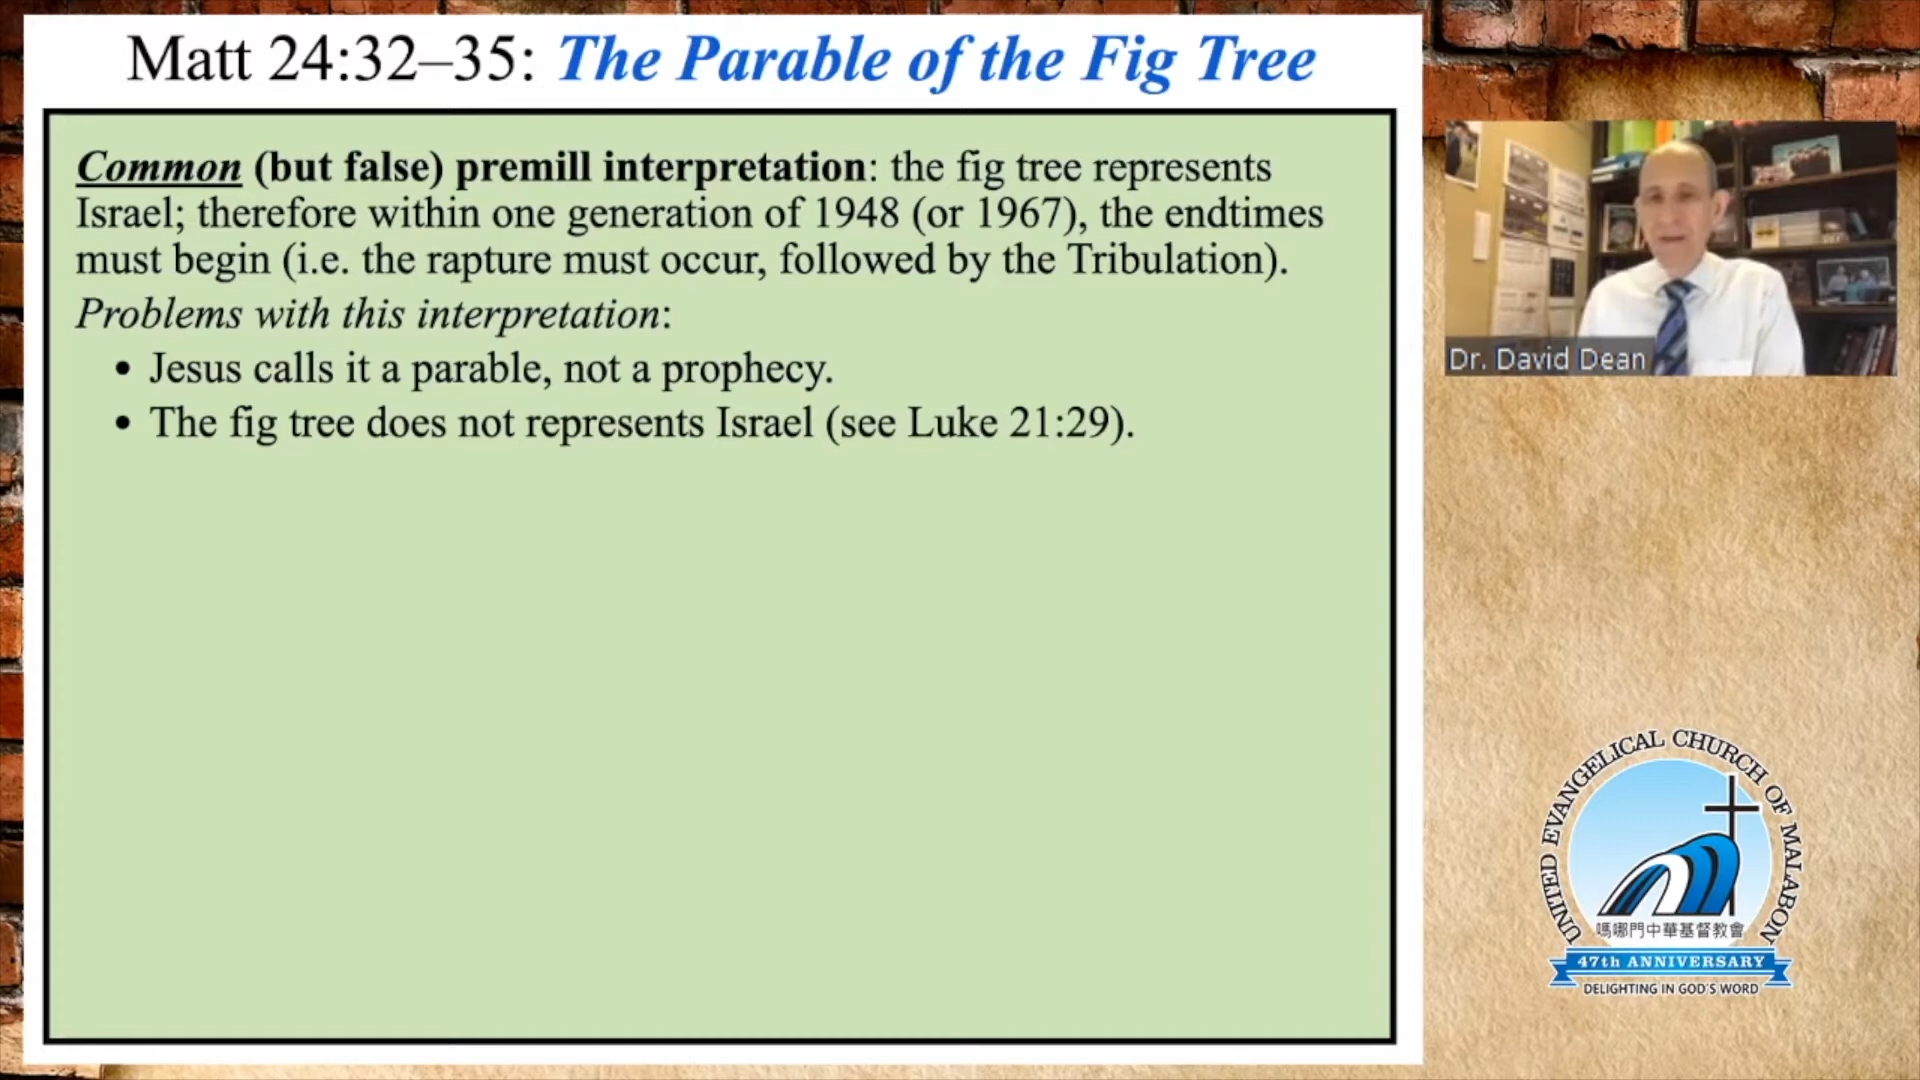 Matt 24:32–35: The Parable of the Fig Tree
Common (but false) premill interpretation: the fig tree represents
Israel; therefore within one generation of 1948 (or 1967), the endtimes
must begin (i.e. the rapture must occur, followed by the Tribulation).
Problems with this interpretation:
• Jesus calls it a parable, not a prophecy.
• The fig tree does not represents Israel (see Luke 21:29).
Dr. David Dean
UNITED EVANGELICAL CHURCH OF MALABON
嗎哪門中華基督教會
47th ANNIVERSARY
DELIGHTING IN GOD'S WORD